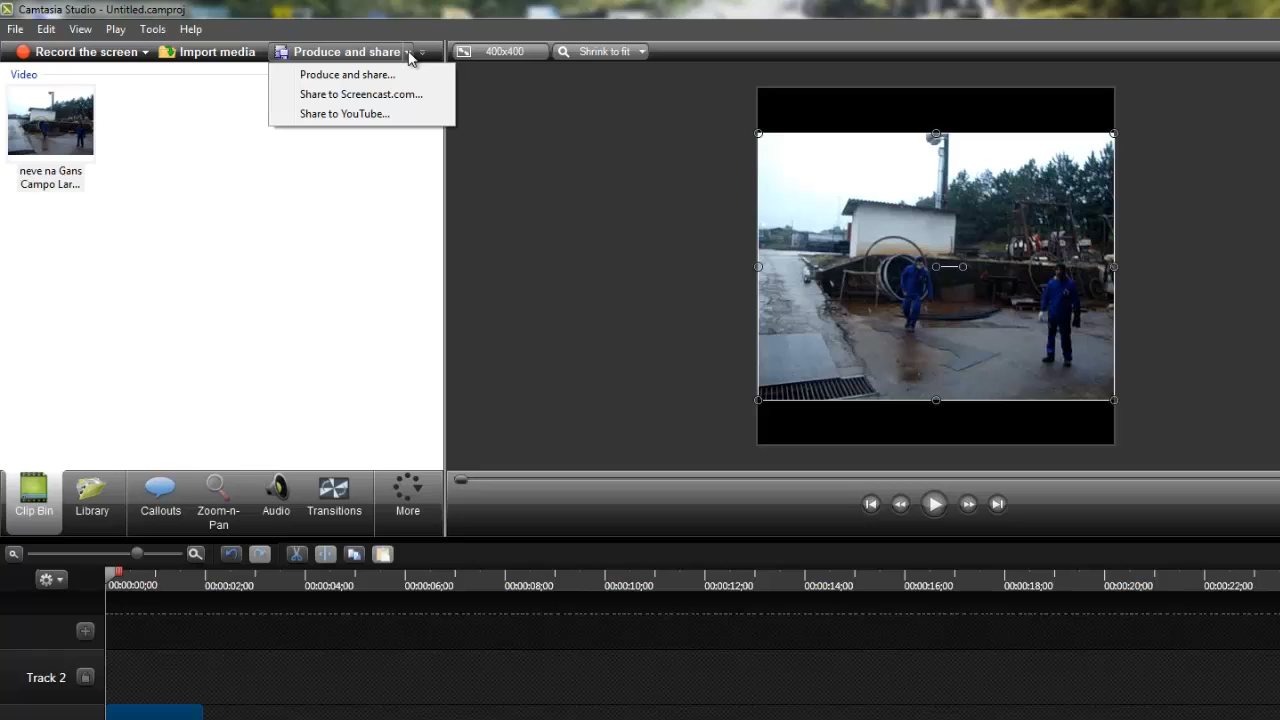 Camtasia Studio - Untitled.camproj
File Edit View Play Tools Help
Record the screen Import media Produce and share 400x400 Shrink to fit
Video
Produce and share...
Share to Screencast.com...
Share to YouTube...
neve na Gans
Campo Lar...
Clip Bin Library Callouts Zoom-n-
Pan Audio Transitions More
00:00:00;00 00:00:02;00 00:00:04;00 00:00:06;00 00:00:08;00 00:00:10;00 00:00:12;00 00:00:14;00 00:00:16;00 00:00:18;00 00:00:20;00 00:00:22;00
Track 2